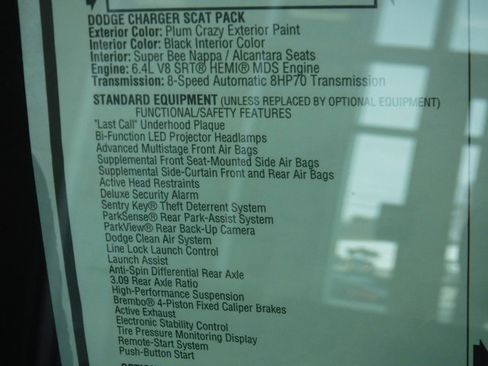 DODGE CHARGER SCAT PACK
Exterior Color: Plum Crazy Exterior Paint
Interior Color: Black Interior Color
Interior: Super Bee Nappa / Alcantara Seats
Engine: 6.4L V8 SRT® HEMI® MDS Engine
Transmission: 8-Speed Automatic 8HP70 Transmission
STANDARD EQUIPMENT (UNLESS REPLACED BY OPTIONAL EQUIPMENT)
FUNCTIONAL/SAFETY FEATURES
"Last Call" Underhood Plaque
Bi-Function LED Projector Headlamps
Advanced Multistage Front Air Bags
Supplemental Front Seat-Mounted Side Air Bags
Supplemental Side-Curtain Front and Rear Air Bags
Active Head Restraints
Deluxe Security Alarm
Sentry Key® Theft Deterrent System
ParkSense® Rear Park-Assist System
ParkView® Rear Back-Up Camera
Dodge Clean Air System
Line Lock Launch Control
Launch Assist
Anti-Spin Differential Rear Axle
3.09 Rear Axle Ratio
High-Performance Suspension
Brembo® 4-Piston Fixed Caliper Brakes
Active Exhaust
Electronic Stability Control
Tire Pressure Monitoring Display
Remote-Start System
Push-Button Start